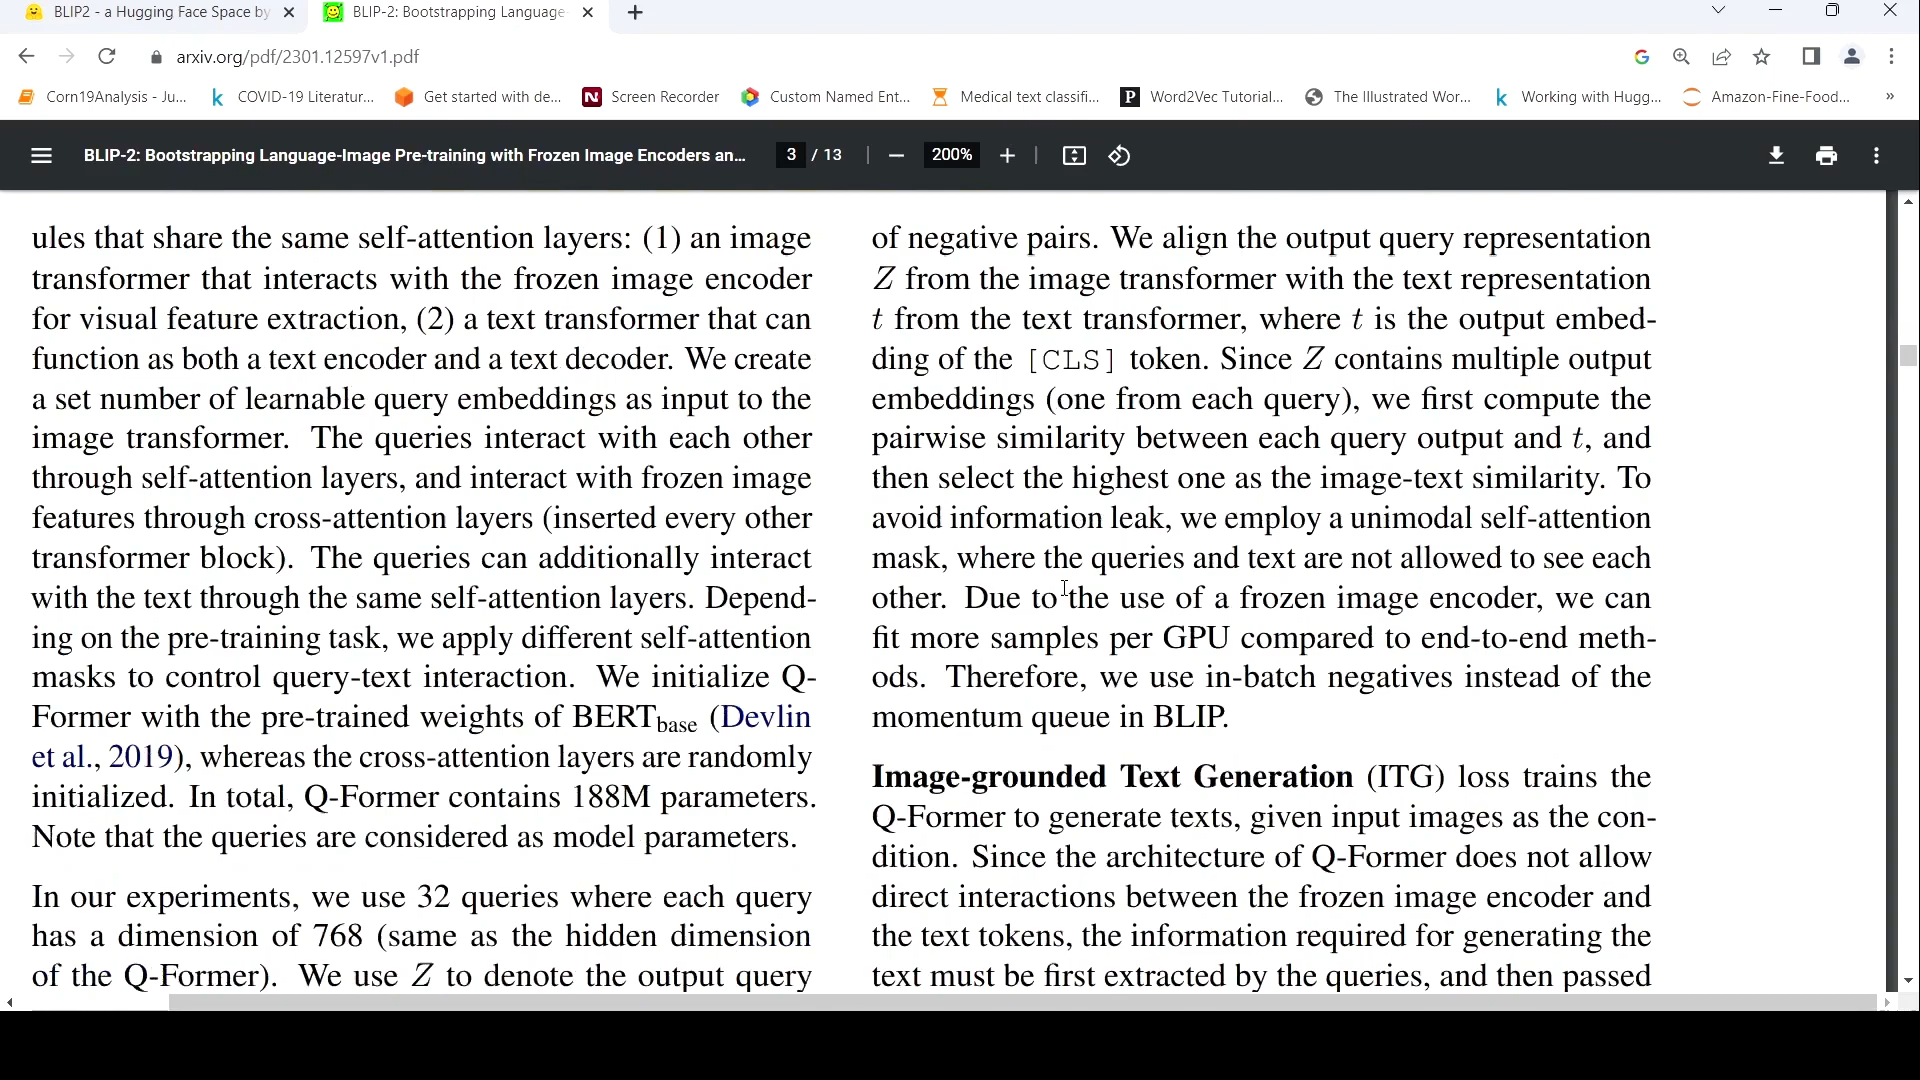 BLIP2 - a Hugging Face Space by
BLIP-2: Bootstrapping Language-
arxiv.org/pdf/2301.12597v1.pdf
Corn19Analysis - Ju...
COVID-19 Literatur...
Get started with de...
Screen Recorder
Custom Named Ent...
Medical text classifi...
Word2Vec Tutorial...
The Illustrated Wor...
Working with Hugg...
Amazon-Fine-Food...
BLIP-2: Bootstrapping Language-Image Pre-training with Frozen Image Encoders an...
3 / 13
200%
ules that share the same self-attention layers: (1) an image
transformer that interacts with the frozen image encoder
for visual feature extraction, (2) a text transformer that can
function as both a text encoder and a text decoder. We create
a set number of learnable query embeddings as input to the
image transformer. The queries interact with each other
through self-attention layers, and interact with frozen image
features through cross-attention layers (inserted every other
transformer block). The queries can additionally interact
with the text through the same self-attention layers. Depend-
ing on the pre-training task, we apply different self-attention
masks to control query-text interaction. We initialize Q-
Former with the pre-trained weights of BERTbase (Devlin
et al., 2019), whereas the cross-attention layers are randomly
initialized. In total, Q-Former contains 188M parameters.
Note that the queries are considered as model parameters.
In our experiments, we use 32 queries where each query
has a dimension of 768 (same as the hidden dimension
of the Q-Former). We use Z to denote the output query
of negative pairs. We align the output query representation
Z from the image transformer with the text representation
t from the text transformer, where t is the output embed-
ding of the [CLS] token. Since Z contains multiple output
embeddings (one from each query), we first compute the
pairwise similarity between each query output and t, and
then select the highest one as the image-text similarity. To
avoid information leak, we employ a unimodal self-attention
mask, where the queries and text are not allowed to see each
other. Due to the use of a frozen image encoder, we can
fit more samples per GPU compared to end-to-end meth-
ods. Therefore, we use in-batch negatives instead of the
momentum queue in BLIP.
Image-grounded Text Generation (ITG) loss trains the
Q-Former to generate texts, given input images as the con-
dition. Since the architecture of Q-Former does not allow
direct interactions between the frozen image encoder and
the text tokens, the information required for generating the
text must be first extracted by the queries, and then passed